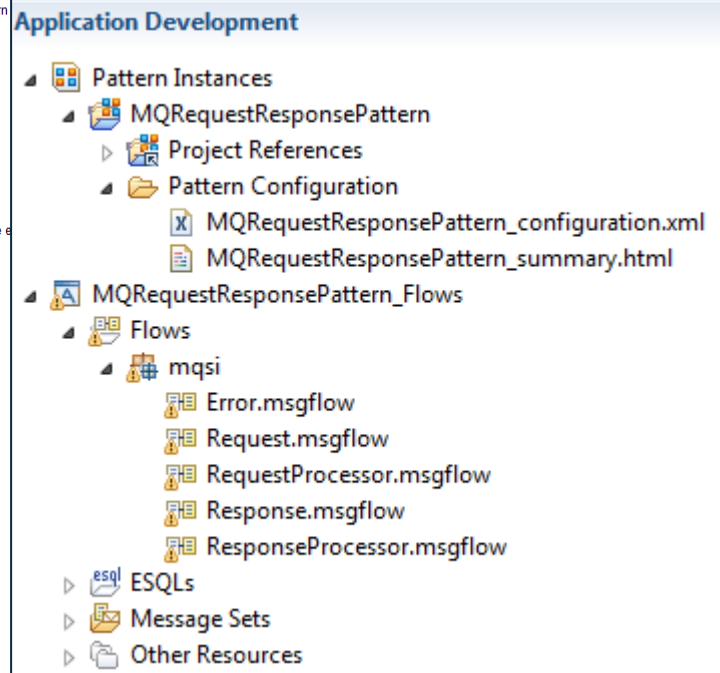 Application Development
Pattern Instances
MQRequestResponsePattern
Project References
Pattern Configuration
MQRequestResponsePattern_configuration.xml
MQRequestResponsePattern_summary.html
MQRequestResponsePattern_Flows
Flows
mqsi
Error.msgflow
Request.msgflow
RequestProcessor.msgflow
Response.msgflow
ResponseProcessor.msgflow
esql ESQLs
Message Sets
Other Resources